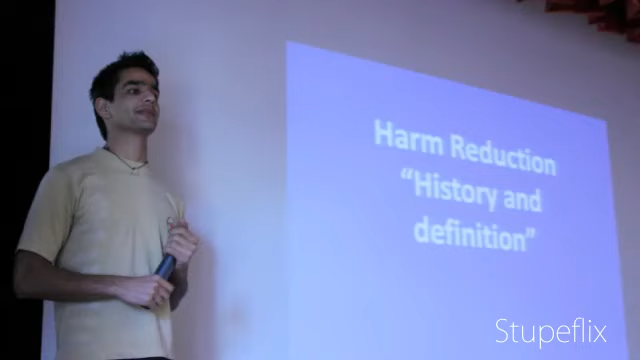 Harm Reduction
“History and
definition”
Stupeflix